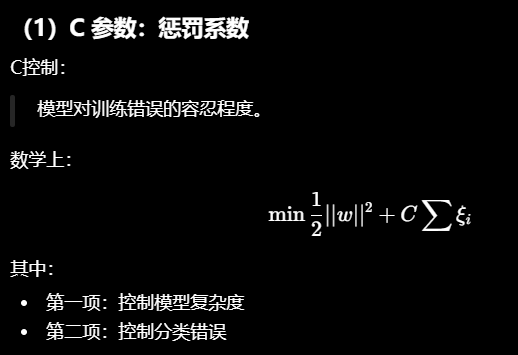 （1）C 参数：惩罚系数
C控制：
模型对训练错误的容忍程度。
数学上：
min 1/2 ||w||² + C ∑ ξᵢ
其中：
• 第一项：控制模型复杂度
• 第二项：控制分类错误